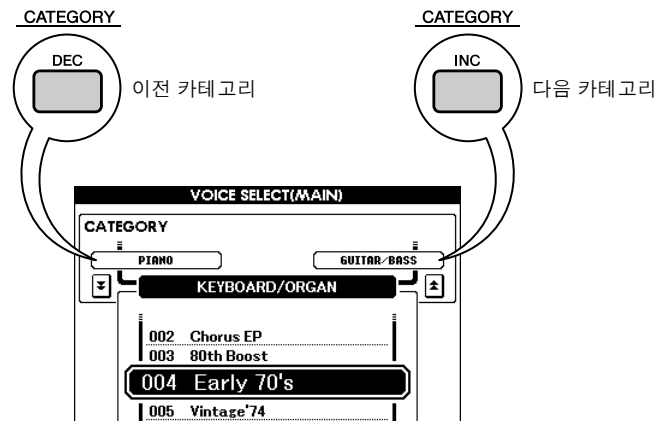 CATEGORY
CATEGORY
DEC
INC
이전 카테고리
다음 카테고리
VOICE SELECT(MAIN)
CATEGORY
PIANO
GUITAR/BASS
KEYBOARD/ORGAN
002 Chorus EP
003 80th Boost
004 Early 70's
005 Vintage'74